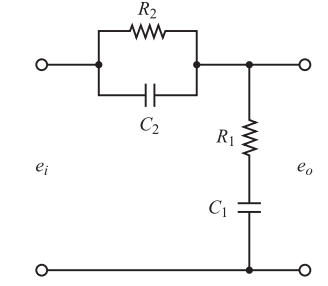 R₂
C₂
R₁
eᵢ
eₒ
C₁